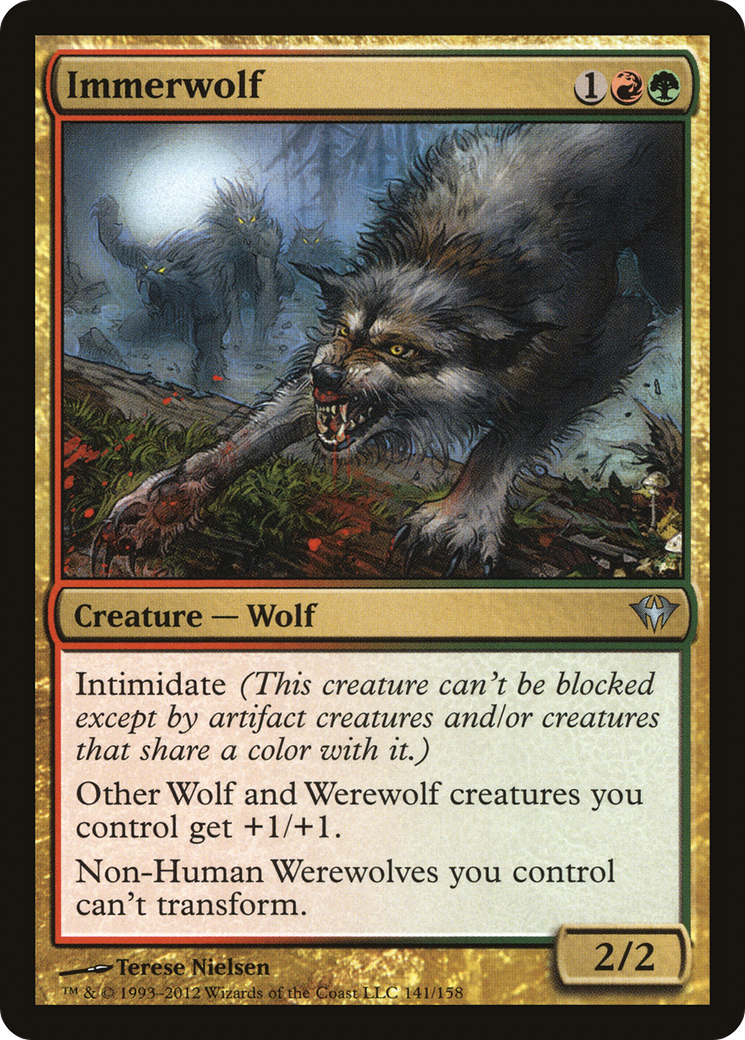 Immerwolf 1
Creature — Wolf
Intimidate (This creature can't be blocked
except by artifact creatures and/or creatures
that share a color with it.)
Other Wolf and Werewolf creatures you
control get +1/+1.
Non-Human Werewolves you control
can't transform.
2/2
Terese Nielsen
™ & © 1993–2012 Wizards of the Coast LLC 141/158